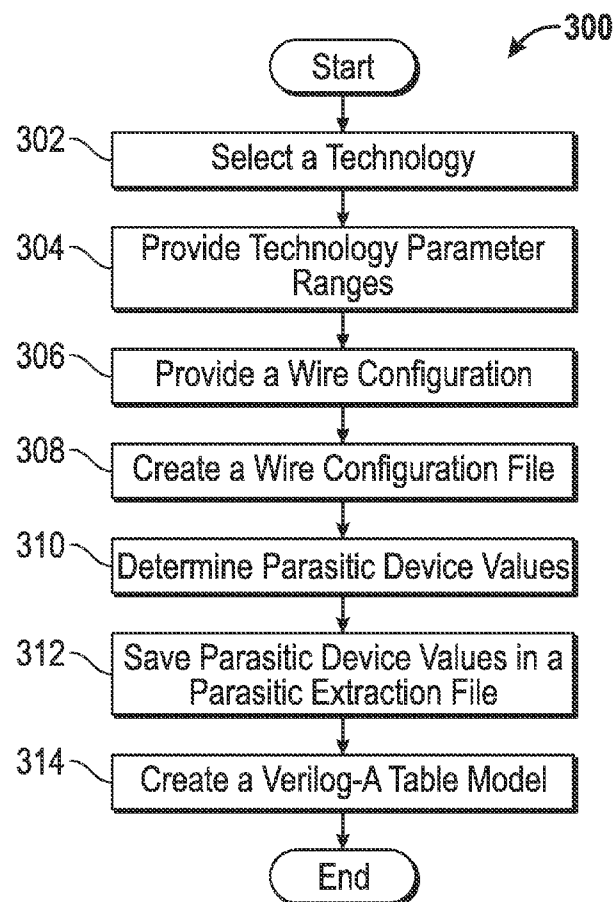 300
Start
302
Select a Technology
304
Provide Technology Parameter
Ranges
306
Provide a Wire Configuration
308
Create a Wire Configuration File
310
Determine Parasitic Device Values
312
Save Parasitic Device Values in a
Parasitic Extraction File
314
Create a Verilog-A Table Model
End